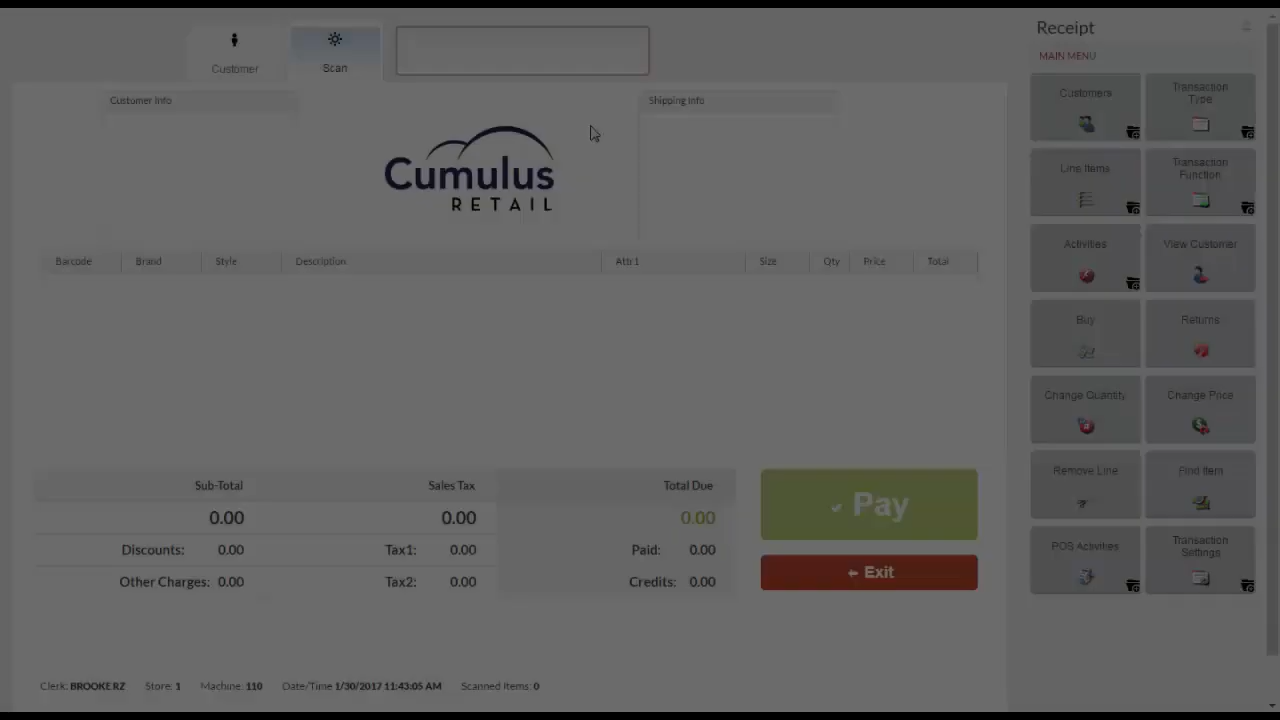 Receipt
MAIN MENU
Customer
Scan
Customer Info
Shipping Info
Cumulus
RETAIL
Barcode Brand Style Description Attr1 Size Qty Price Total
Sub-Total Sales Tax Total Due
0.00 0.00 0.00
Discounts: 0.00 Tax1: 0.00 Paid: 0.00
Other Charges: 0.00 Tax2: 0.00 Credits: 0.00
Pay
Exit
Clerk: BROOKERZ Store: 1 Machine: 110 Date/Time 1/30/2017 11:43:05 AM Scanned Items: 0
Customers
Transaction
Type
Line Items
Transaction
Function
Activities
View Customer
Buy
Returns
Change Quantity
Change Price
Remove Line
Find Item
POS Activities
Transaction
Settings